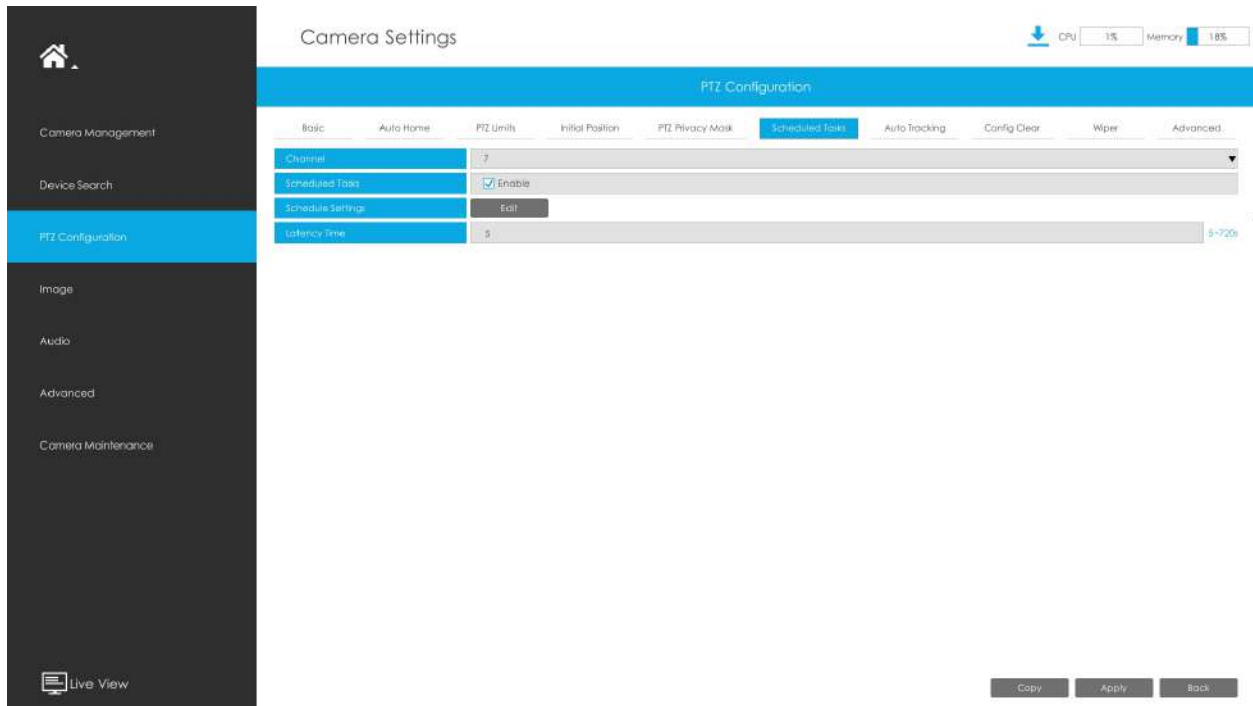 Camera Settings
CPU 1% Memory 18%
PTZ Configuration
Camera Management
Device Search
PTZ Configuration
Image
Audio
Advanced
Camera Maintenance
Live View
Basic Auto Home PTZ Limits Initial Position PTZ Privacy Mask Scheduled Tasks Auto Tracking Config Clear Wiper Advanced
Channel 7
Scheduled Tasks Enable
Schedule Settings Edit
Latency Time 5 5~720s
Copy Apply Back